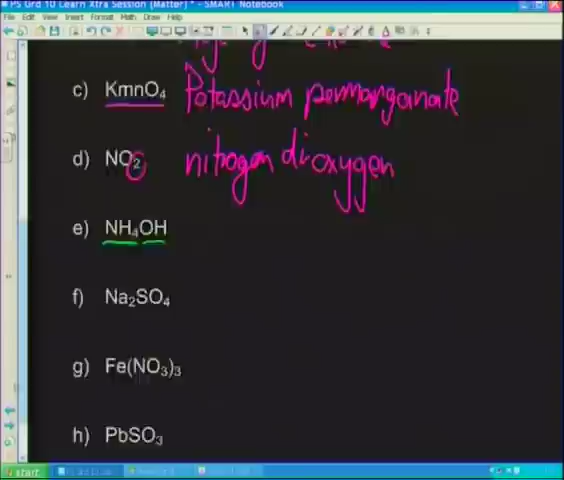 PS Grd 10 Learn Xtra Session (Matter) * - SMART Notebook
File Edit View Insert Format Math Draw Help
c) KmnO₄ Potassium permanganate
d) NO₂ nitrogen dioxygen
e) NH₄OH
f) Na₂SO₄
g) Fe(NO₃)₃
h) PbSO₃
start